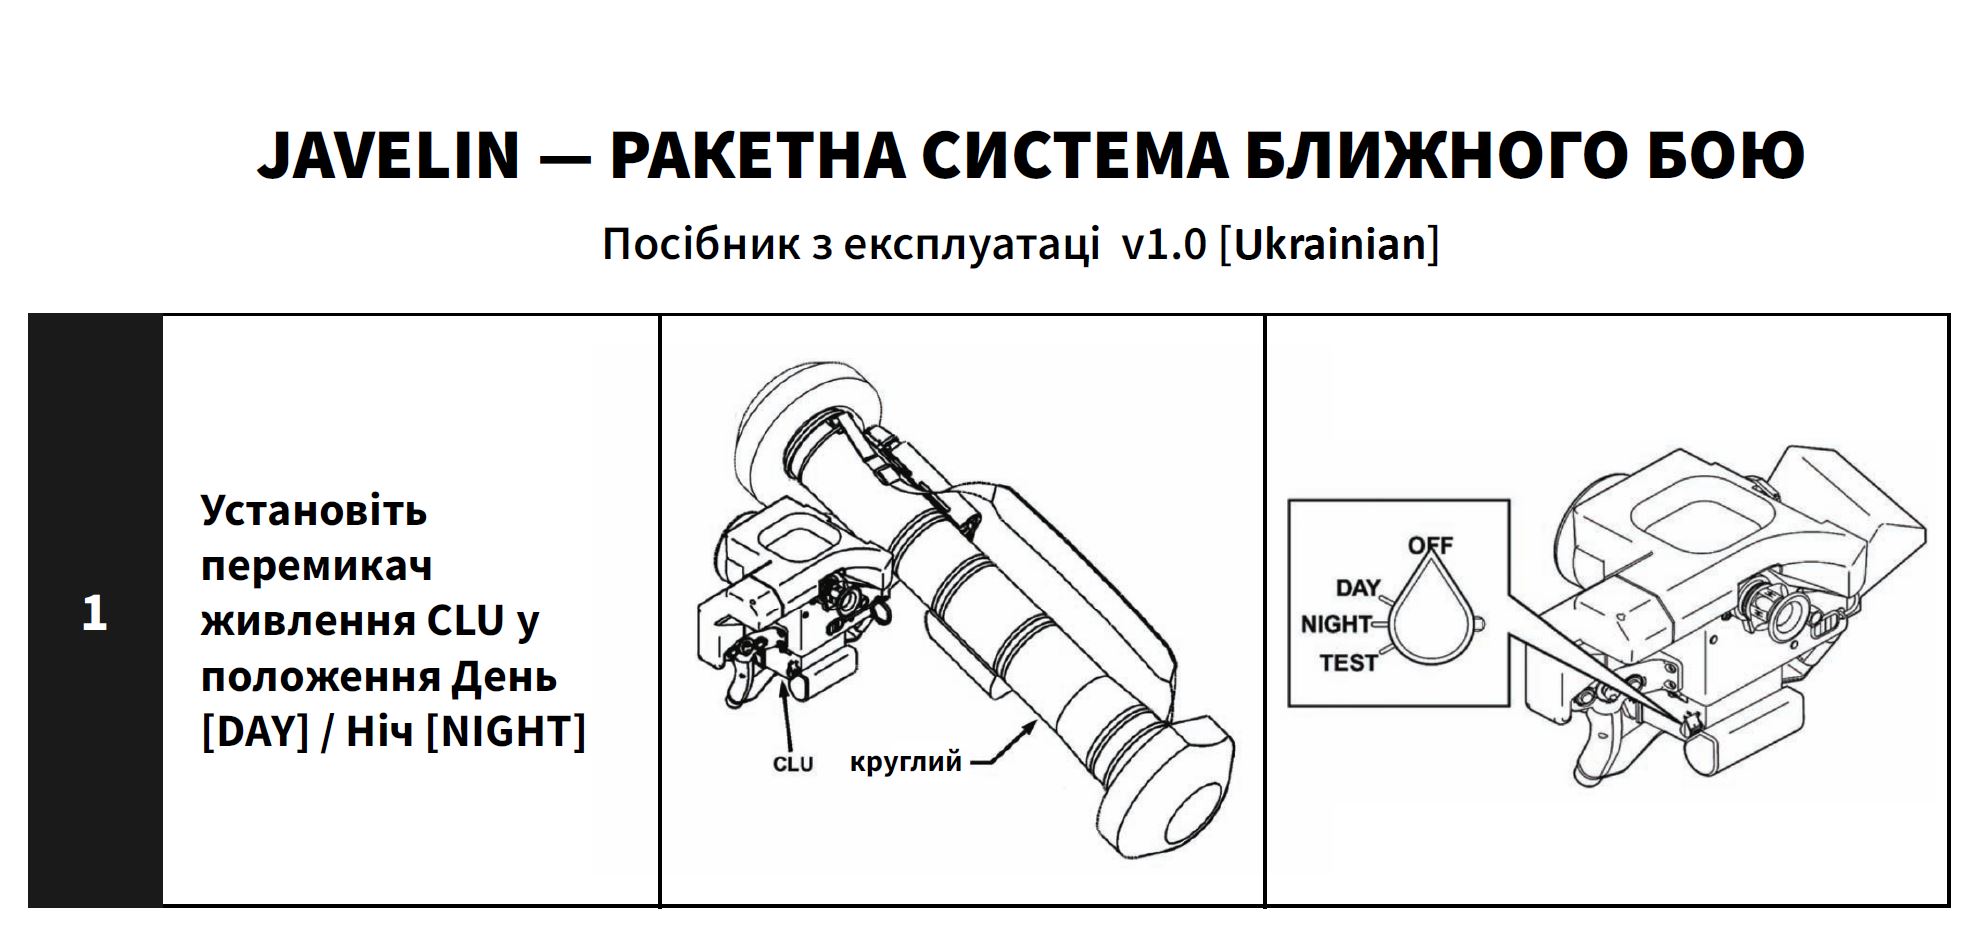 JAVELIN — РАКЕТНА СИСТЕМА БЛИЖНОГО БОЮ
Посібник з експлуатаці v1.0 [Ukrainian]
1
Установіть
перемикач
живлення CLU у
положення День
[DAY] / Ніч [NIGHT]
CLU
круглий
OFF
DAY
NIGHT
TEST